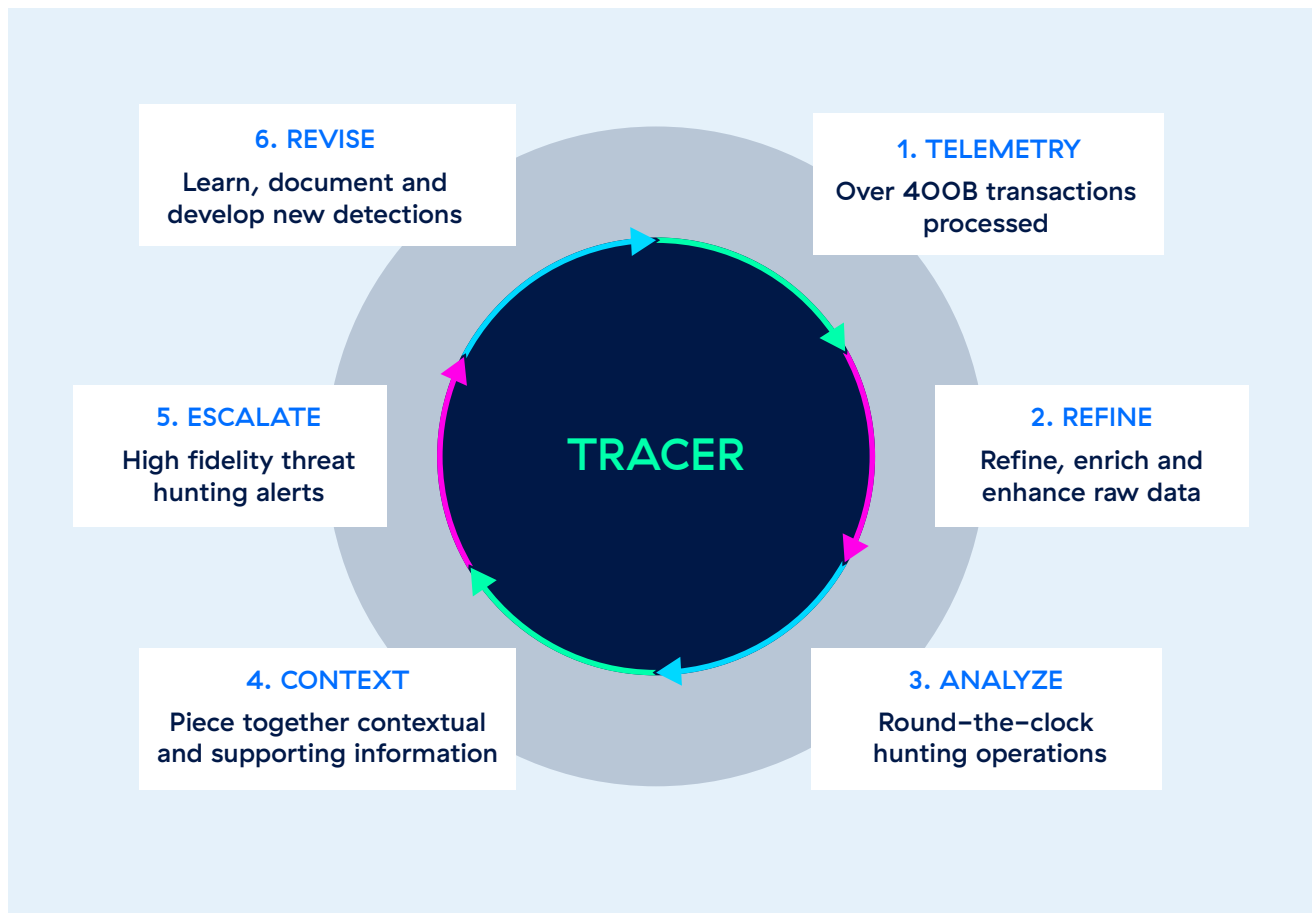 1. TELEMETRY
Over 400B transactions
processed
2. REFINE
Refine, enrich and
enhance raw data
3. ANALYZE
Round-the-clock
hunting operations
4. CONTEXT
Piece together contextual
and supporting information
5. ESCALATE
High fidelity threat
hunting alerts
6. REVISE
Learn, document and
develop new detections
TRACER